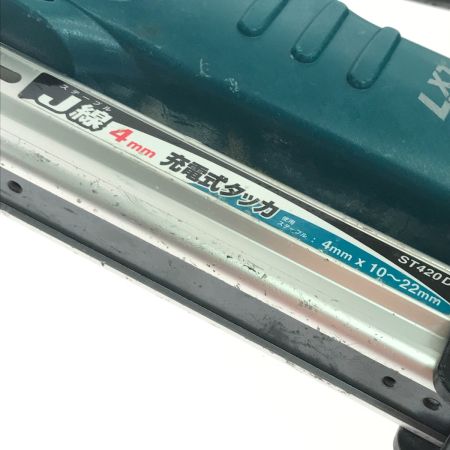 LXT
ステープル
J線
4mm
充電式タッカ
使用
ステープル : 4mm x 10〜22mm
ST420D